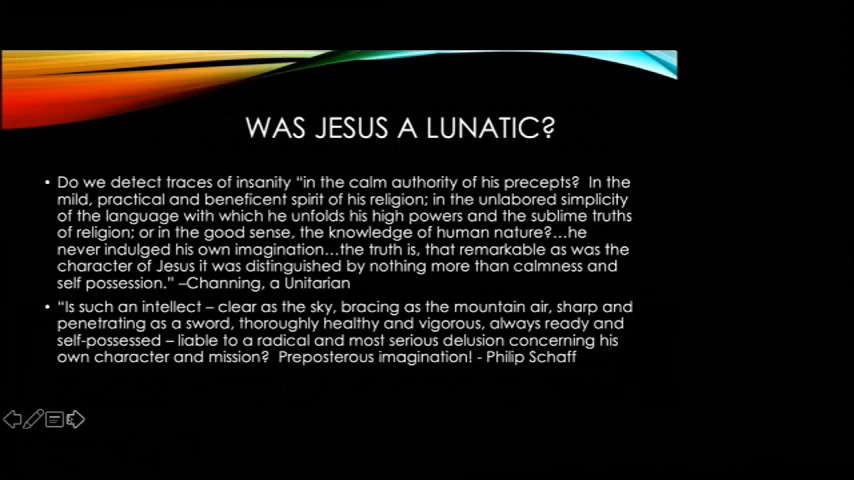 WAS JESUS A LUNATIC?
• Do we detect traces of insanity “in the calm authority of his precepts?  In the
mild, practical and beneficent spirit of his religion; in the unlabored simplicity
of the language with which he unfolds his high powers and the sublime truths
of religion; or in the good sense, the knowledge of human nature?…he
never indulged his own imagination…the truth is, that remarkable as was the
character of Jesus it was distinguished by nothing more than calmness and
self possession.” –Channing, a Unitarian
• “Is such an intellect – clear as the sky, bracing as the mountain air, sharp and
penetrating as a sword, thoroughly healthy and vigorous, always ready and
self-possessed – liable to a radical and most serious delusion concerning his
own character and mission?  Preposterous imagination! - Philip Schaff